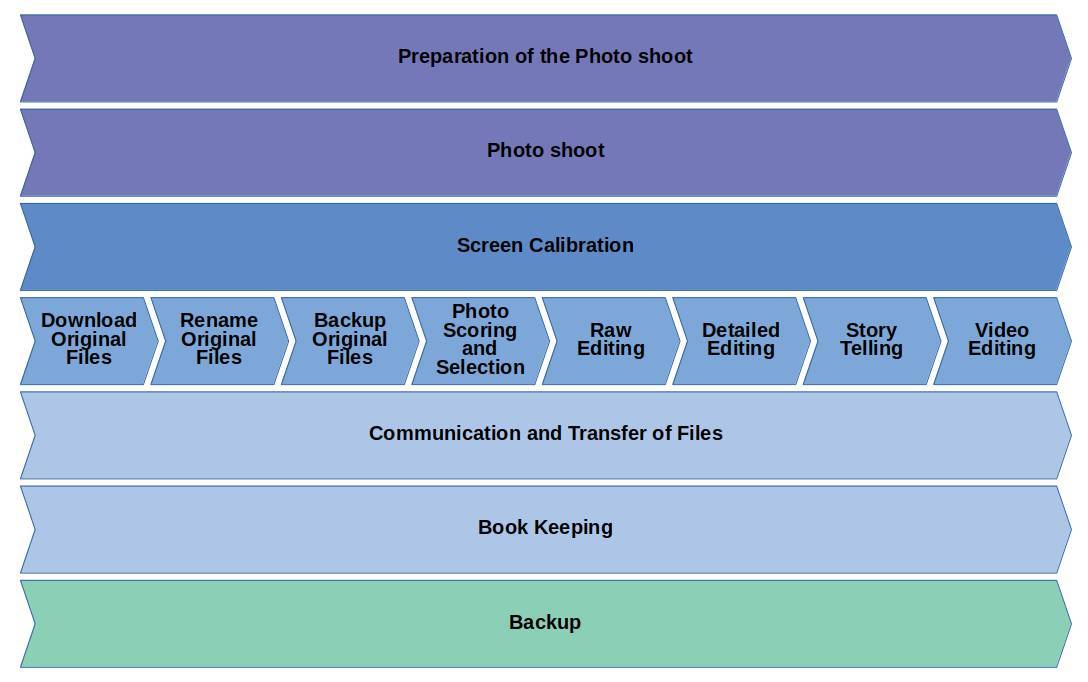 Preparation of the Photo shoot
Photo shoot
Screen Calibration
Download
Original
Files
Rename
Original
Files
Backup
Original
Files
Photo
Scoring
and
Selection
Raw
Editing
Detailed
Editing
Story
Telling
Video
Editing
Communication and Transfer of Files
Book Keeping
Backup